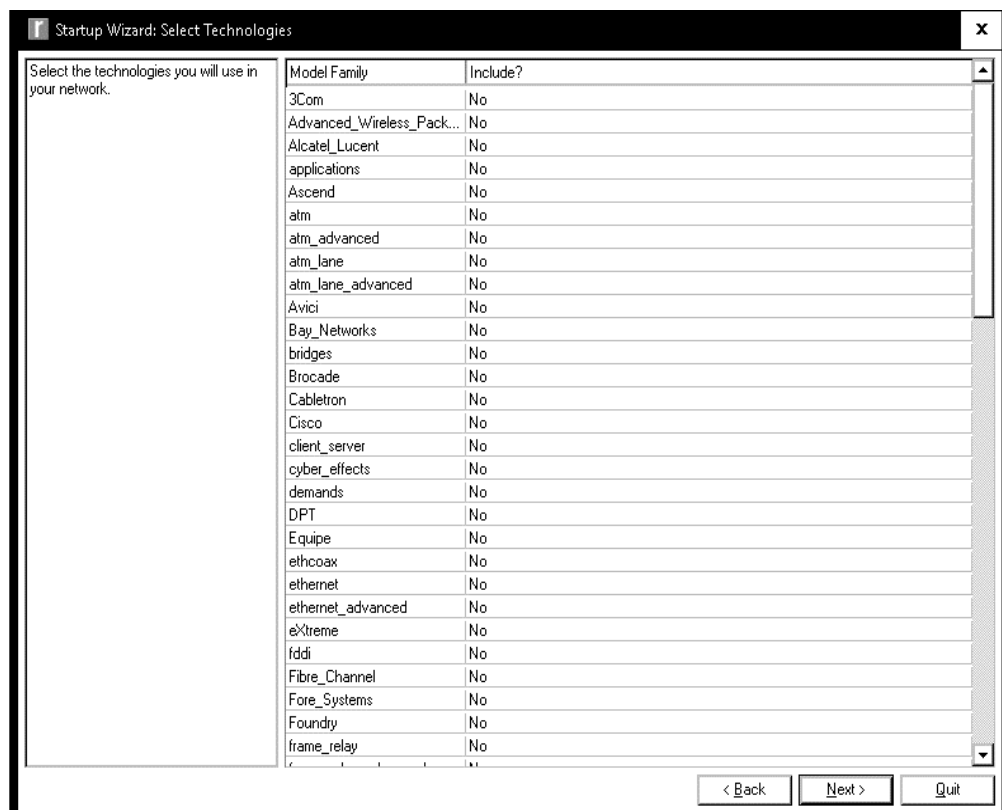 r Startup Wizard: Select Technologies x
Select the technologies you will use in
your network.
Model Family Include?
3Com No
Advanced_Wireless_Pack... No
Alcatel_Lucent No
applications No
Ascend No
atm No
atm_advanced No
atm_lane No
atm_lane_advanced No
Avici No
Bay_Networks No
bridges No
Brocade No
Cabletron No
Cisco No
client_server No
cyber_effects No
demands No
DPT No
Equipe No
ethcoax No
ethernet No
ethernet_advanced No
eXtreme No
fddi No
Fibre_Channel No
Fore_Systems No
Foundry No
frame_relay No
< Back Next > Quit